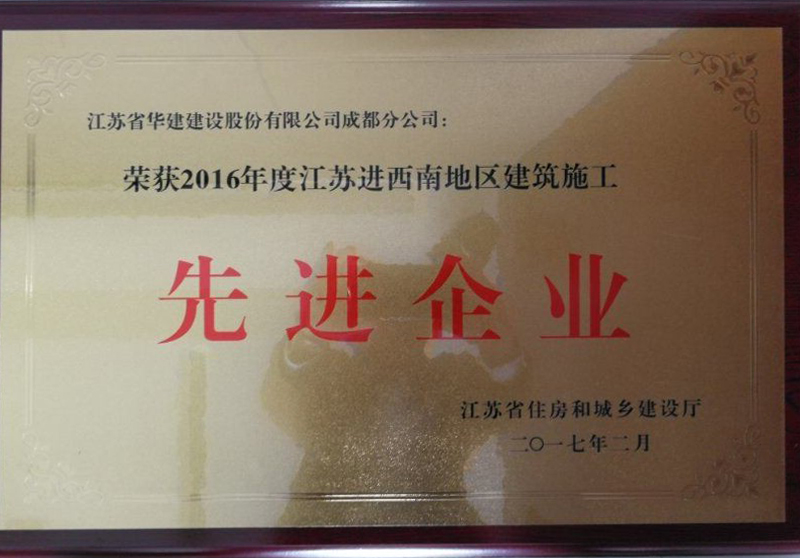 江苏省华建建设股份有限公司成都分公司：
荣获2016年度江苏进西南地区建筑施工
先进企业
江苏省住房和城乡建设厅
二〇一七年二月